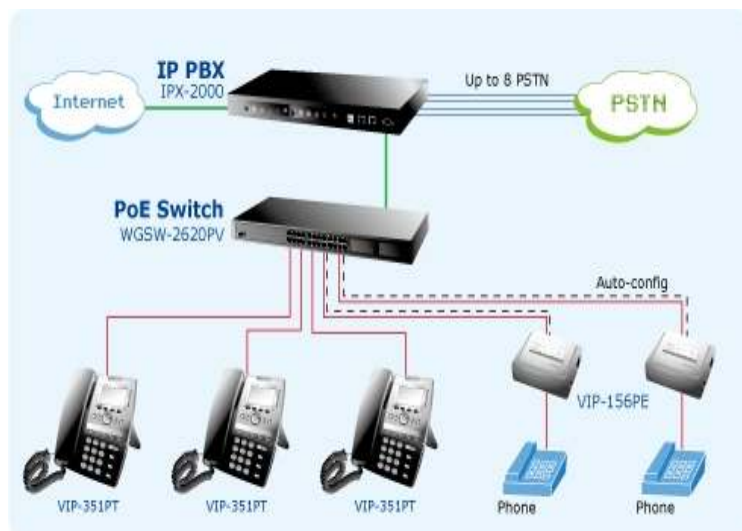 IP PBX
IPX-2000
Internet
Up to 8 PSTN
PSTN
PoE Switch
WGSW-2620PV
Auto-config
VIP-156PE
VIP-351PT
VIP-351PT
VIP-351PT
Phone
Phone